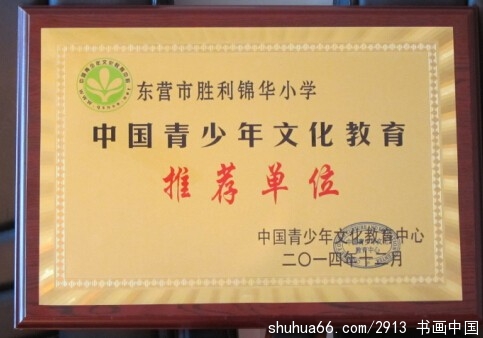 东营市胜利锦华小学
中国青少年文化教育
推荐单位
中国青少年文化教育中心
二〇一四年十二月
shuhua66.com/2913 书画中国